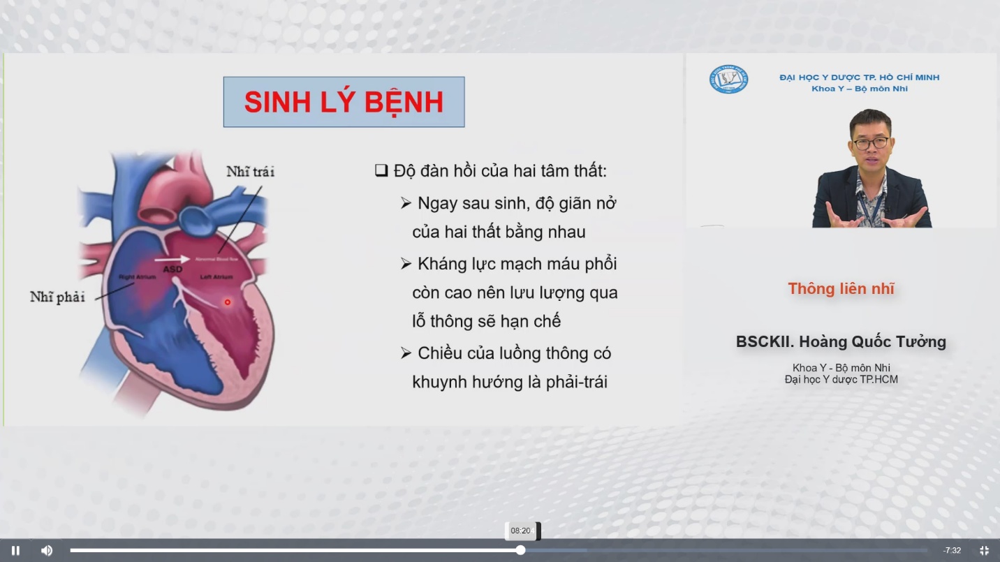 SINH LÝ BỆNH
Nhĩ trái
Nhĩ phải
ASD
Abnormal Blood flow
Right Atrium
Left Atrium
❑ Độ đàn hồi của hai tâm thất:
➢ Ngay sau sinh, độ giãn nở
của hai thất bằng nhau
➢ Kháng lực mạch máu phổi
còn cao nên lưu lượng qua
lỗ thông sẽ hạn chế
➢ Chiều của luồng thông có
khuynh hướng là phải-trái
ĐẠI HỌC Y DƯỢC TP. HỒ CHÍ MINH
Khoa Y – Bộ môn Nhi
Thông liên nhĩ
BSCKII. Hoàng Quốc Tưởng
Khoa Y - Bộ môn Nhi
Đại học Y dược TP.HCM
08:20
-7:32